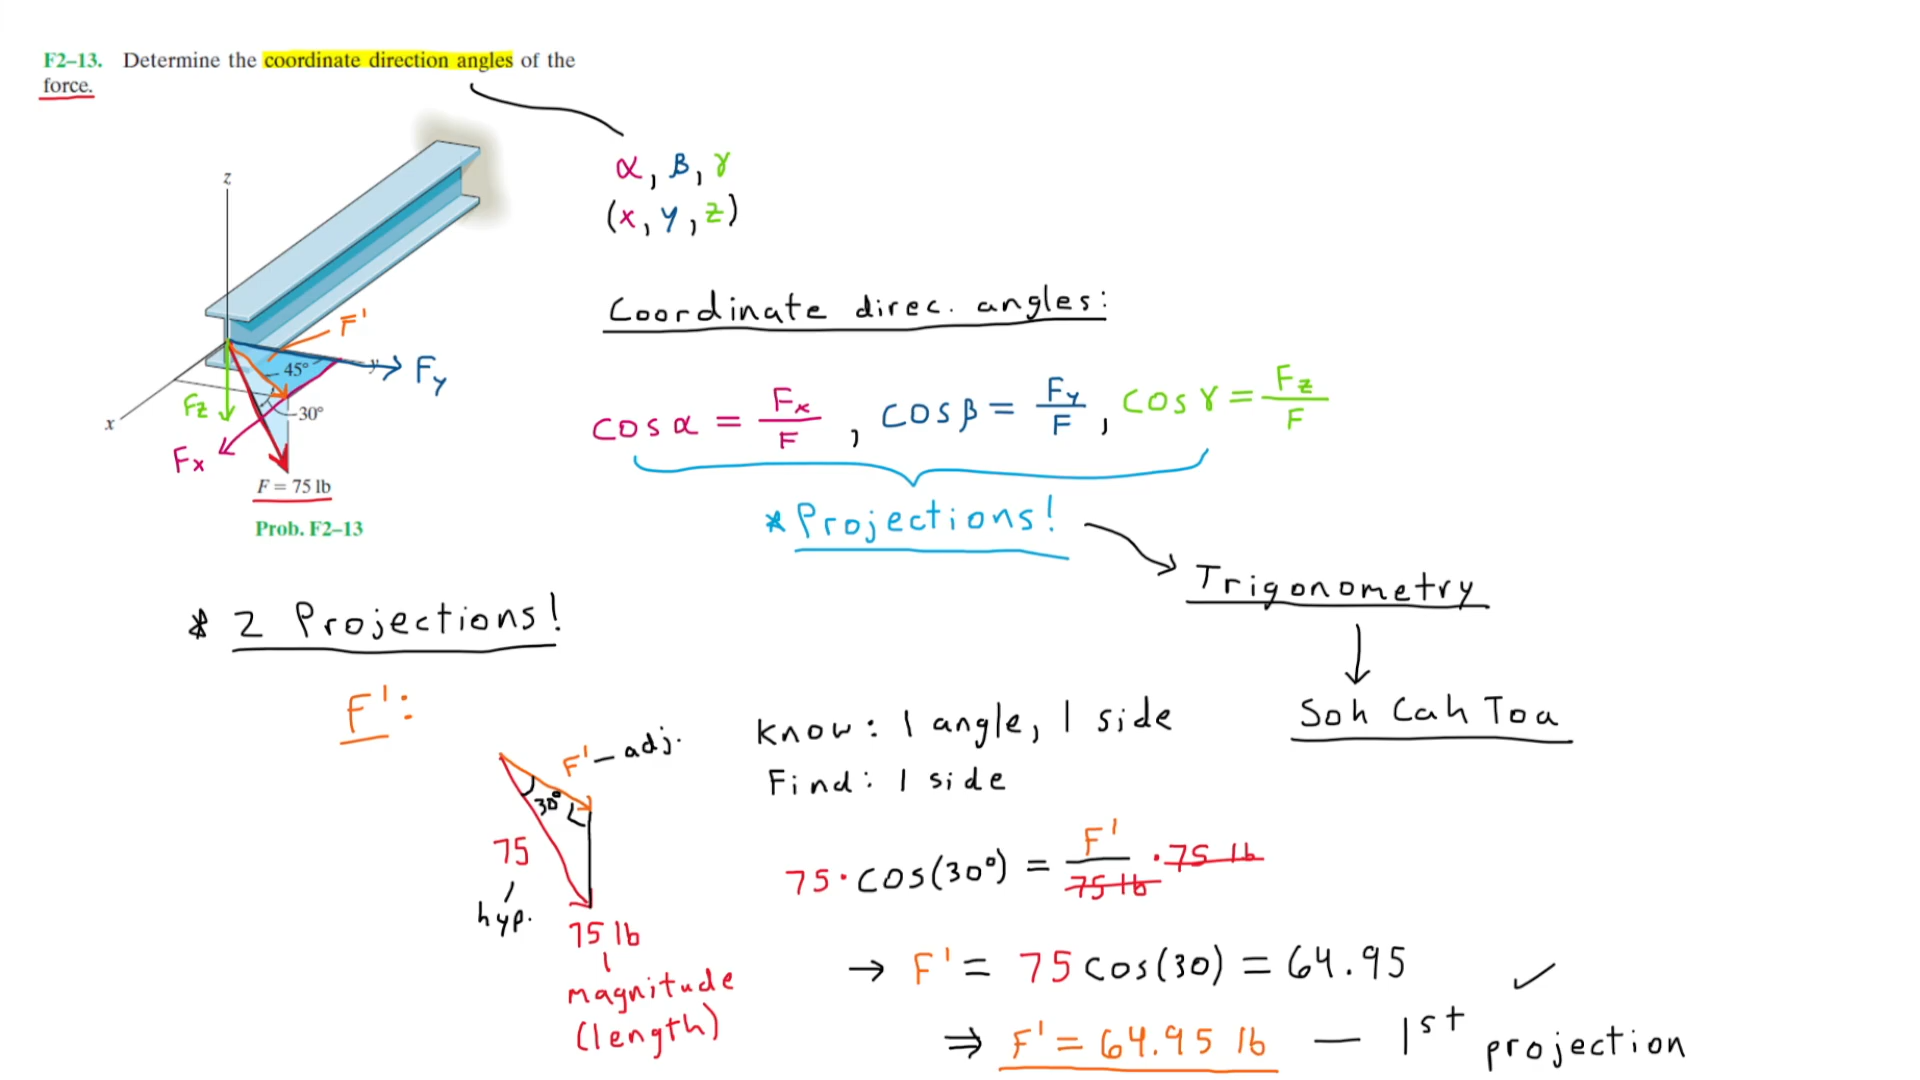 F2–13. Determine the coordinate direction angles of the
force.
α, β, γ
(x, y, z)
z
Coordinate direc. angles:
F'
45°
y
Fy
Fz
30°
x
Fx
F = 75 lb
Prob. F2–13
cos α = Fx/F , cos β = Fy/F , cos γ = Fz/F
* Projections!
Trigonometry
Soh Cah Toa
* 2 Projections!
F':
F' – adj.
30°
75
hyp.
75 lb
magnitude
(length)
Know: 1 angle, 1 side
Find: 1 side
75 · cos(30°) = F'/75 lb · 75 lb
→ F' = 75 cos(30) = 64.95 ✓
⇒ F' = 64.95 lb — 1st projection